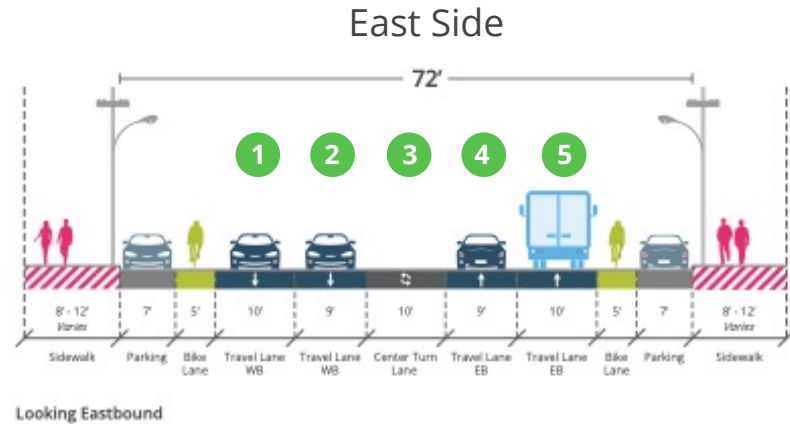 East Side
72'
1 2 3 4 5
8' - 12' 7' 5' 10' 9' 10' 9' 10' 5' 7' 8' - 12'
Varies Varies
Sidewalk Parking Bike Travel Lane Travel Lane Center Turn Travel Lane Travel Lane Bike Parking Sidewalk
Lane WB WB Lane EB EB Lane
Looking Eastbound